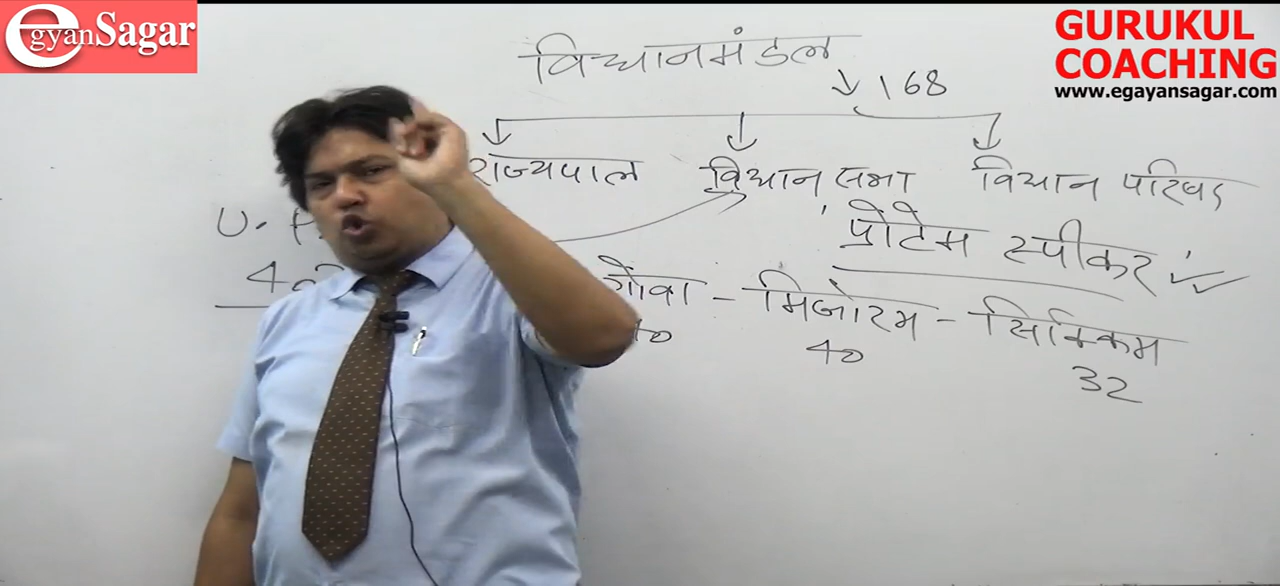 egyanSagar
GURUKUL
COACHING
www.egayansagar.com
विधानमंडल
168
राज्यपाल विधान सभा विधान परिषद
U.
प्रोटेम स्पीकर
गोवा - मिजोरम - सिक्किम
40 32